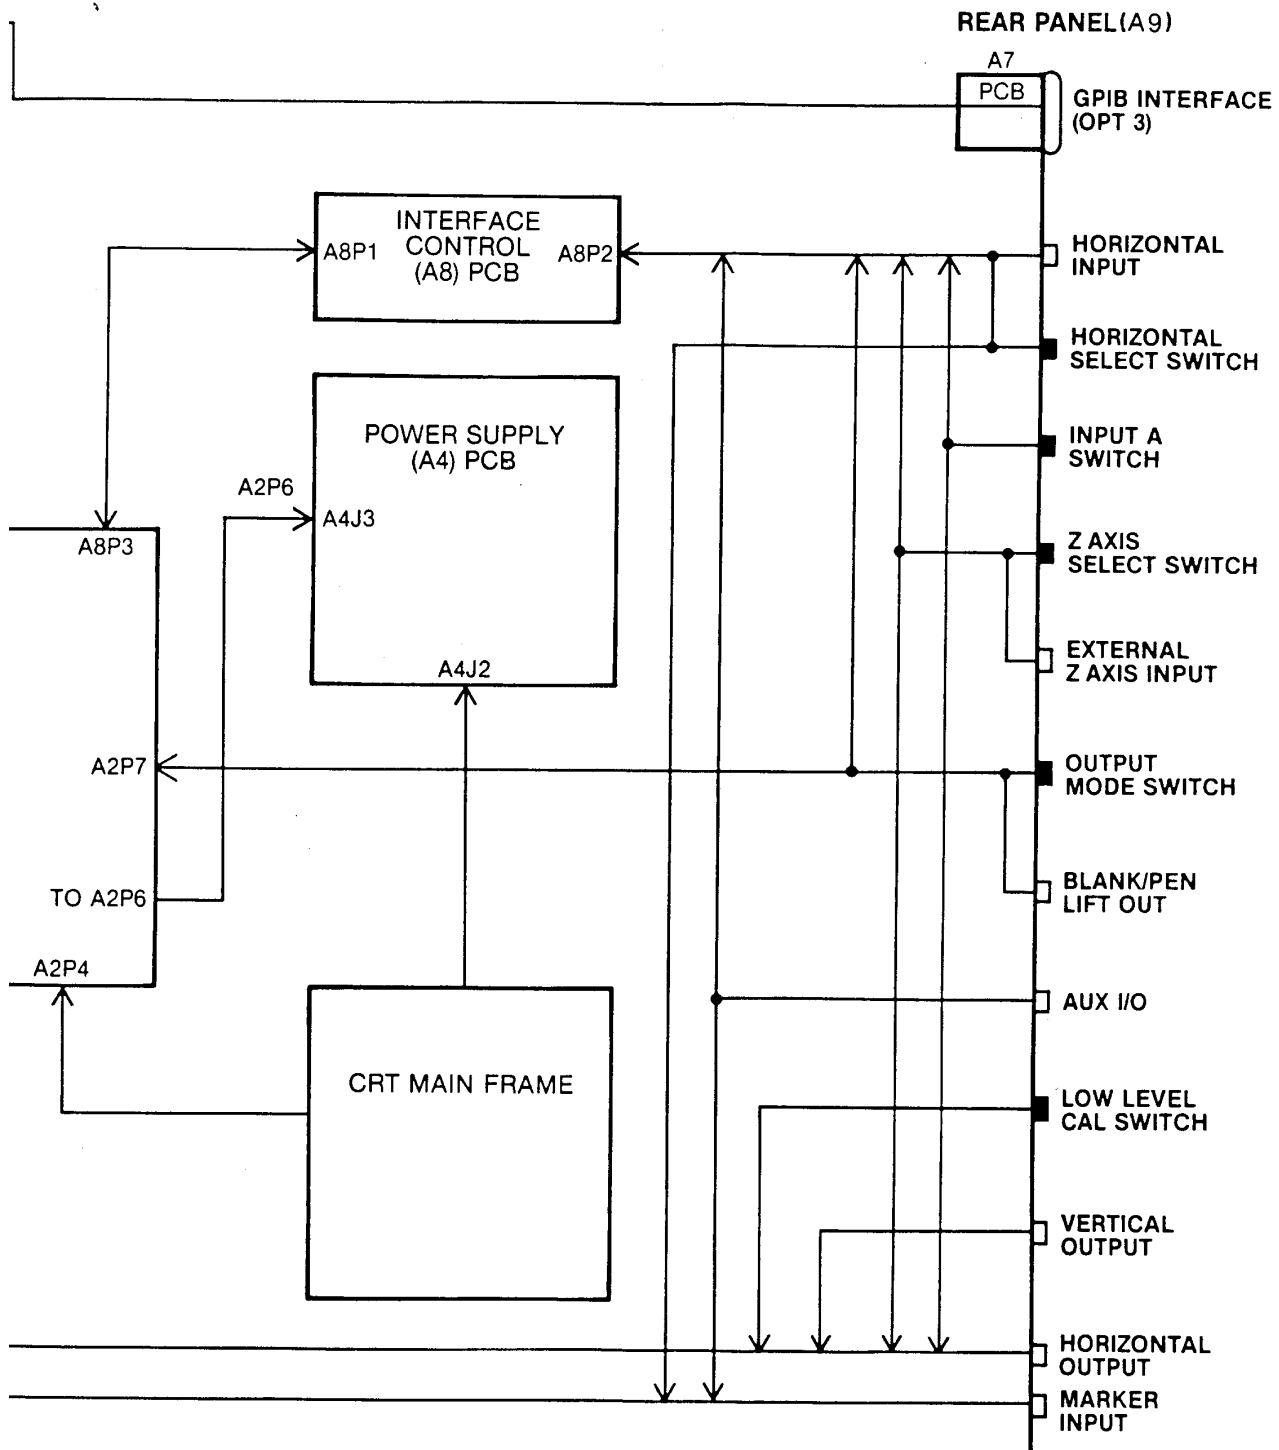 REAR PANEL(A9)
A7
PCB
GPIB INTERFACE
(OPT 3)
INTERFACE
CONTROL
(A8) PCB
A8P1
A8P2
HORIZONTAL
INPUT
HORIZONTAL
SELECT SWITCH
POWER SUPPLY
(A4) PCB
INPUT A
SWITCH
A2P6
A4J3
A8P3
Z AXIS
SELECT SWITCH
EXTERNAL
Z AXIS INPUT
A4J2
A2P7
OUTPUT
MODE SWITCH
TO A2P6
BLANK/PEN
LIFT OUT
A2P4
AUX I/O
CRT MAIN FRAME
LOW LEVEL
CAL SWITCH
VERTICAL
OUTPUT
HORIZONTAL
OUTPUT
MARKER
INPUT